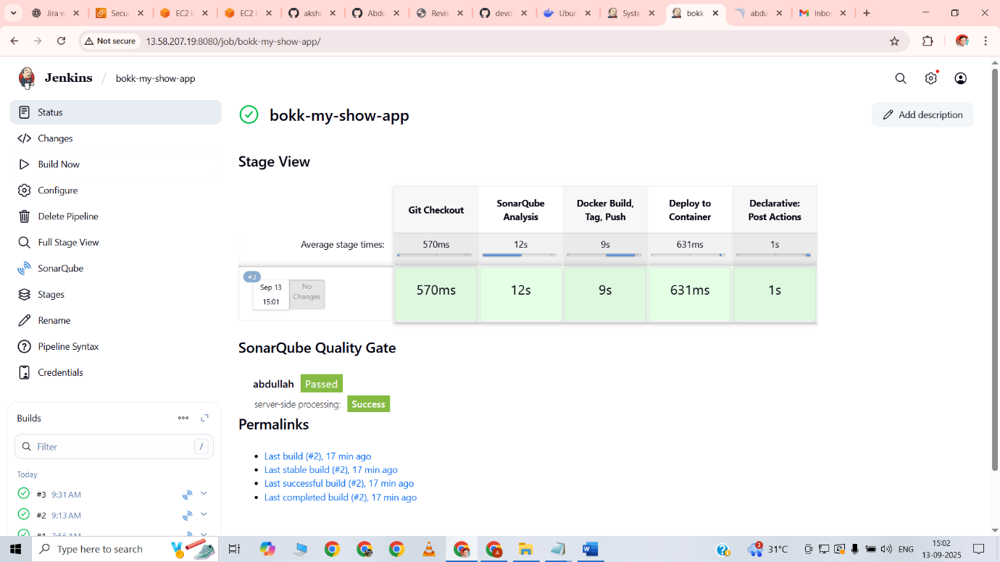 Jira w
Secur
EC2 I
EC2 I
aksh
Abdu
Revis
devo
Ubur
Syste
bokk
abdu
Inbo
Not secure
13.58.207.19:8080/job/bokk-my-show-app/
Jenkins / bokk-my-show-app
Status
Changes
Build Now
Configure
Delete Pipeline
Full Stage View
SonarQube
Stages
Rename
Pipeline Syntax
Credentials
Builds
Filter /
Today
#3 9:31 AM
#2 9:13 AM
#1 7:56 AM
bokk-my-show-app
Add description
Stage View
Git Checkout
SonarQube
Analysis
Docker Build,
Tag, Push
Deploy to
Container
Declarative:
Post Actions
Average stage times: 570ms 12s 9s 631ms 1s
#3
Sep 13
15:01
No
Changes
570ms 12s 9s 631ms 1s
SonarQube Quality Gate
abdullah Passed
server-side processing: Success
Permalinks
Last build (#2), 17 min ago
Last stable build (#2), 17 min ago
Last successful build (#2), 17 min ago
Last completed build (#2), 17 min ago
Type here to search
2
31°C
ENG
15:02
13-09-2025